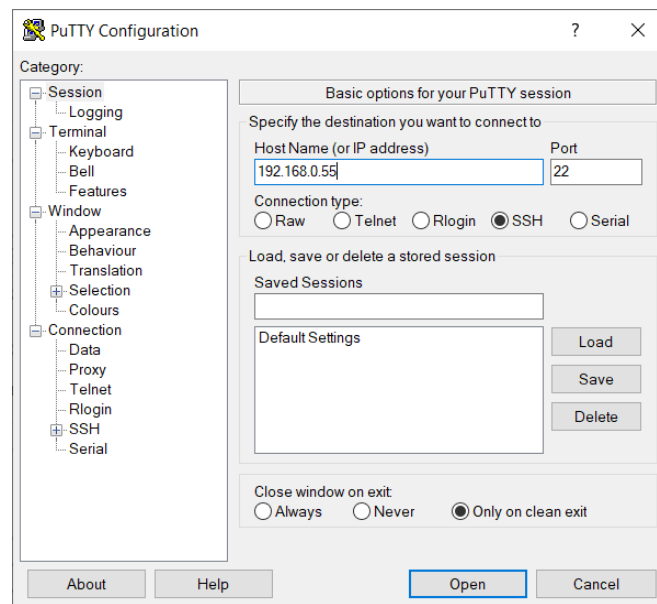 PuTTY Configuration
?
Category:
Session
Logging
Terminal
Keyboard
Bell
Features
Window
Appearance
Behaviour
Translation
Selection
Colours
Connection
Data
Proxy
Telnet
Rlogin
SSH
Serial
Basic options for your PuTTY session
Specify the destination you want to connect to
Host Name (or IP address) Port
192.168.0.55 22
Connection type:
Raw Telnet Rlogin SSH Serial
Load, save or delete a stored session
Saved Sessions
Default Settings
Load
Save
Delete
Close window on exit:
Always Never Only on clean exit
About Help Open Cancel